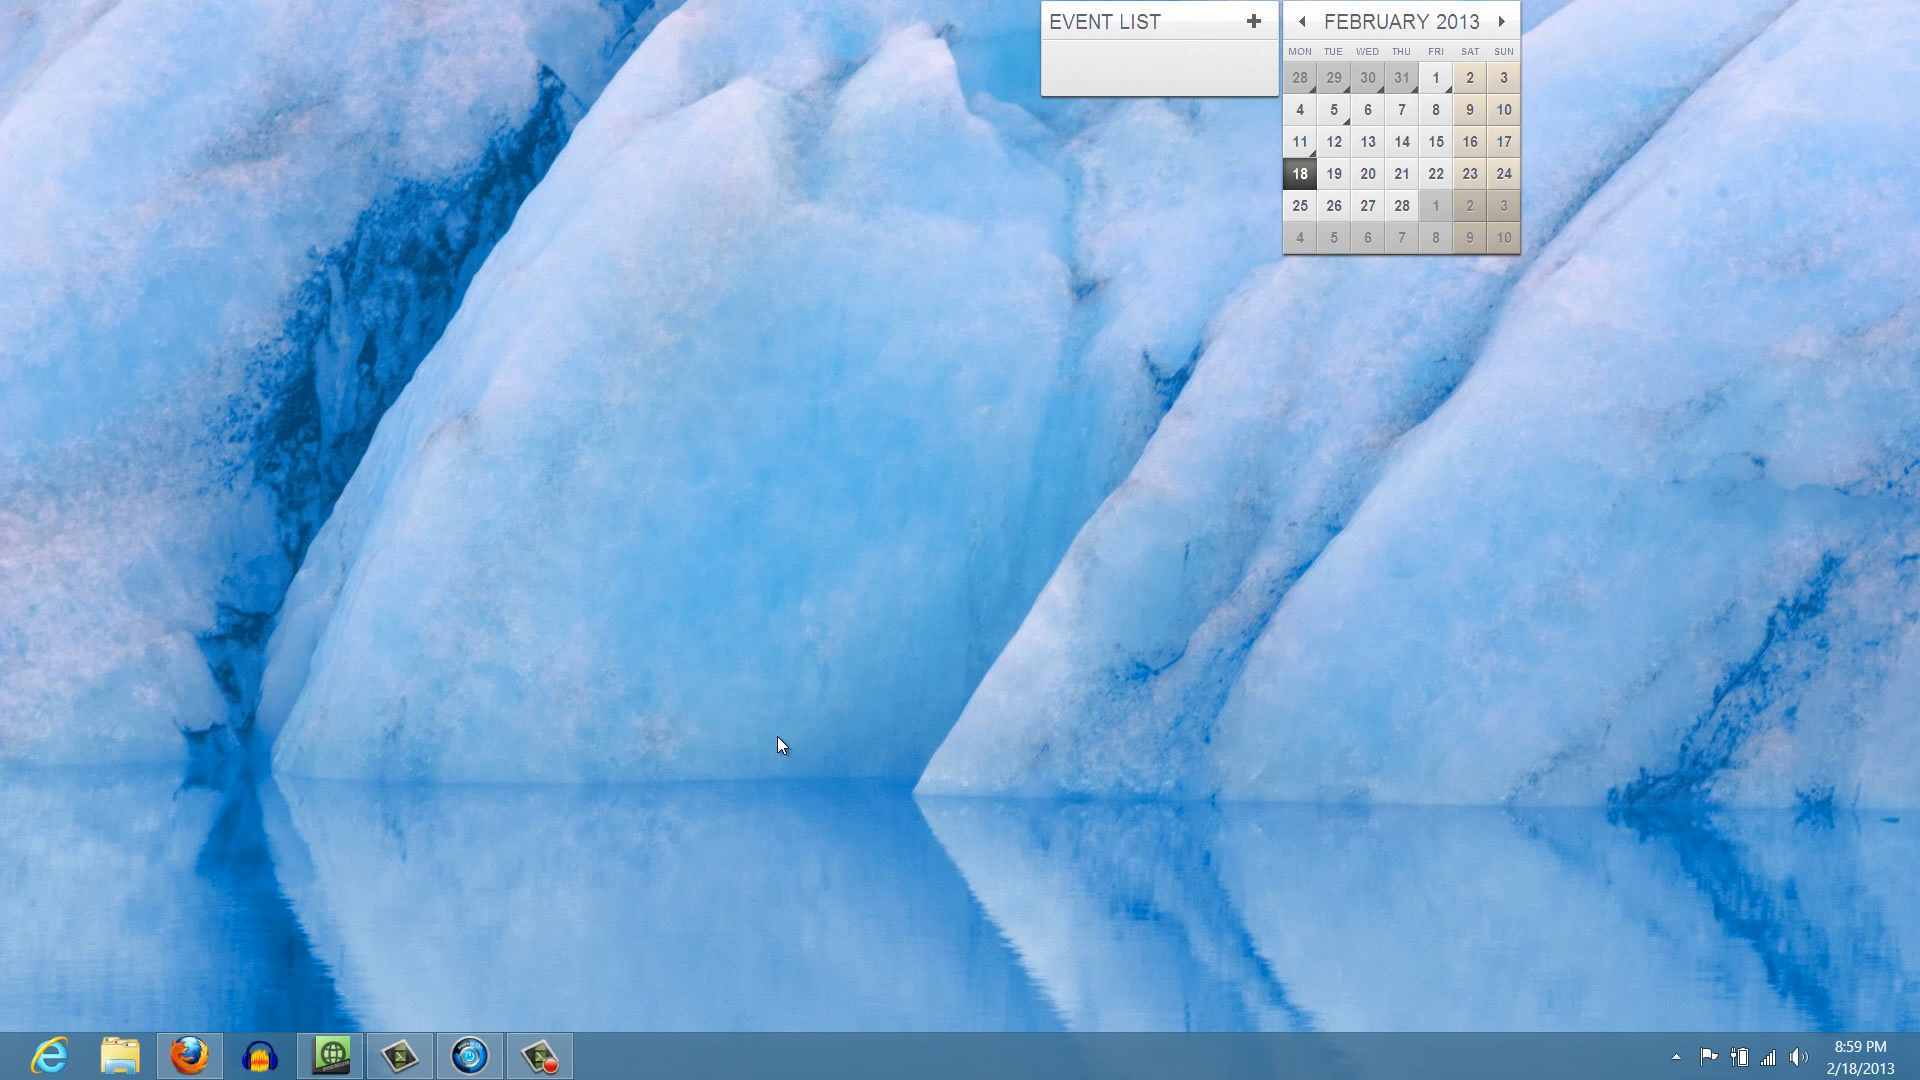 EVENT LIST
FEBRUARY 2013
MON TUE WED THU FRI SAT SUN
28 29 30 31 1 2 3
4 5 6 7 8 9 10
11 12 13 14 15 16 17
18 19 20 21 22 23 24
25 26 27 28 1 2 3
4 5 6 7 8 9 10
PREMIUM
8:59 PM
2/18/2013